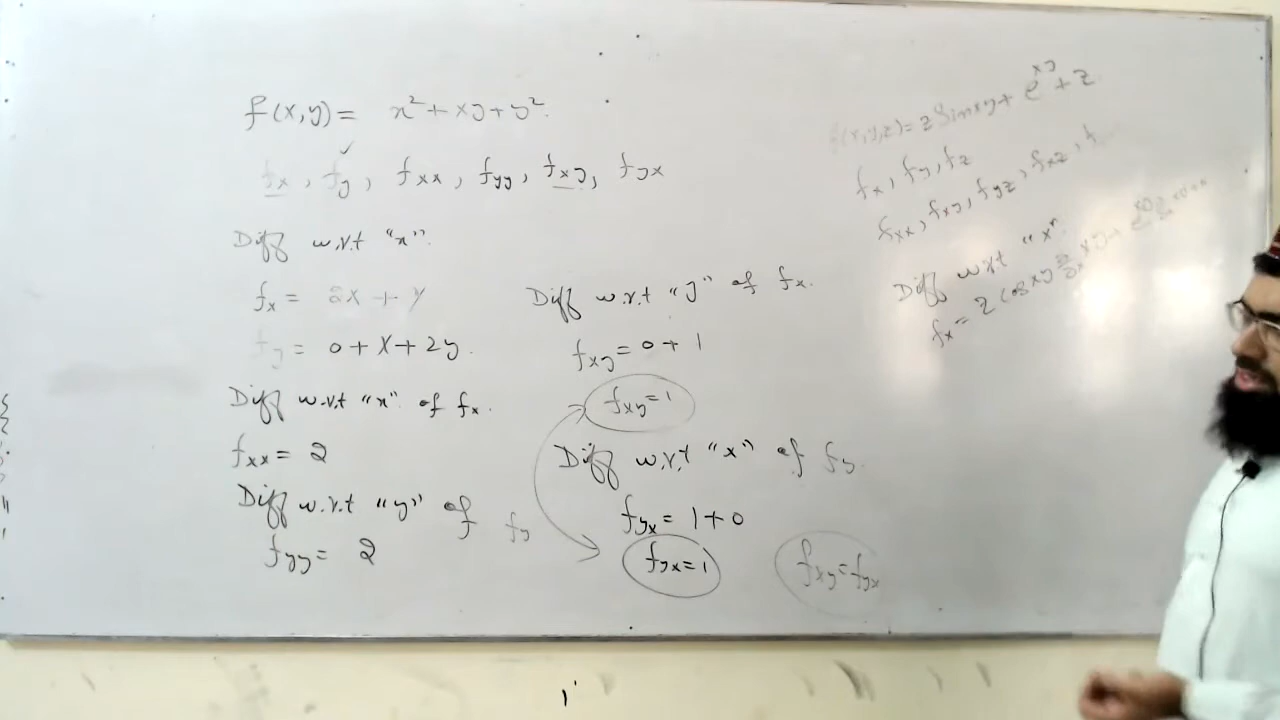 f(x,y) = x² + xy + y².
fx, fy, fxx, fyy, fxy, fyx
Diff w.r.t "x".
fx = 2x + y
fy = 0 + x + 2y.
Diff w.r.t "x" of fx.
fxx = 2
Diff w.r.t "y" of fy
fyy = 2
Diff w.r.t "y" of fx.
fxy = 0 + 1
fxy = 1
Diff w.r.t "x" of fy.
fyx = 1 + 0
fyx = 1
fxy = fyx
f(x,y,z) = z Sin xy + e^xy + z.
fx, fy, fz
fxx, fxy, fyz, fxz,
Diff w.r.t "x"
fx = z cos xy ∂/∂x xy + e^xy